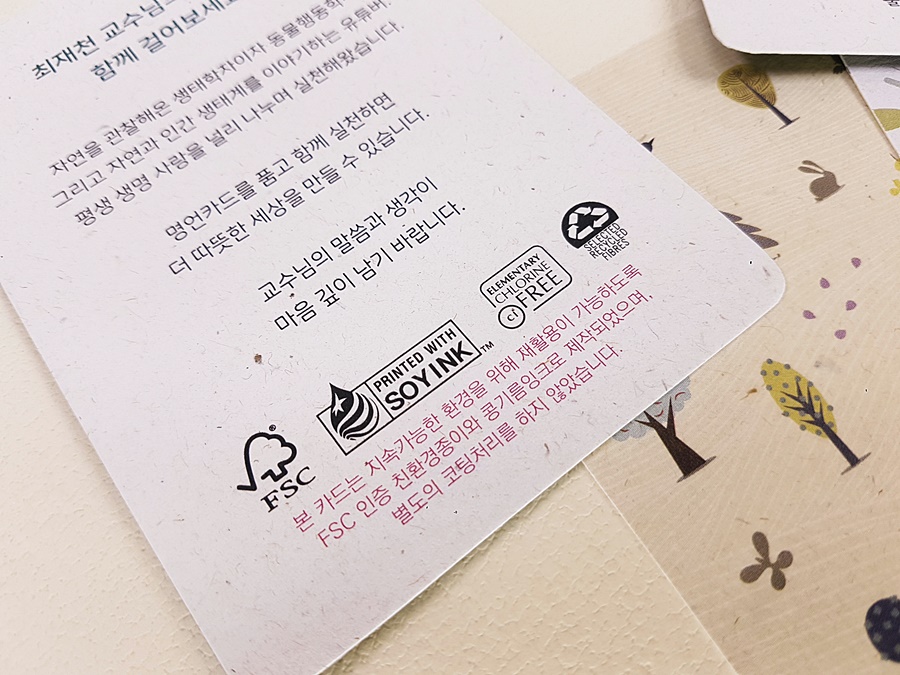 최재천 교수님
함께 걸어보세요
자연을 관찰해온 생태학자이자 동물행동학
그리고 자연과 인간 생태계를 이야기하는 유튜버.
평생 생명 사랑을 널리 나누며 실천해왔습니다.
명언카드를 품고 함께 실천하면
더 따뜻한 세상을 만들 수 있습니다.
교수님의 말씀과 생각이
마음 깊이 남기 바랍니다.
FSC®
PRINTED WITH
SOY INK™
ELEMENTARY
CHLORINE
cf FREE
SELECTED
RECYCLED
FIBRES
본 카드는 지속가능한 환경을 위해 재활용이 가능하도록
FSC 인증 친환경종이와 콩기름잉크로 제작되었으며,
별도의 코팅처리를 하지 않았습니다.